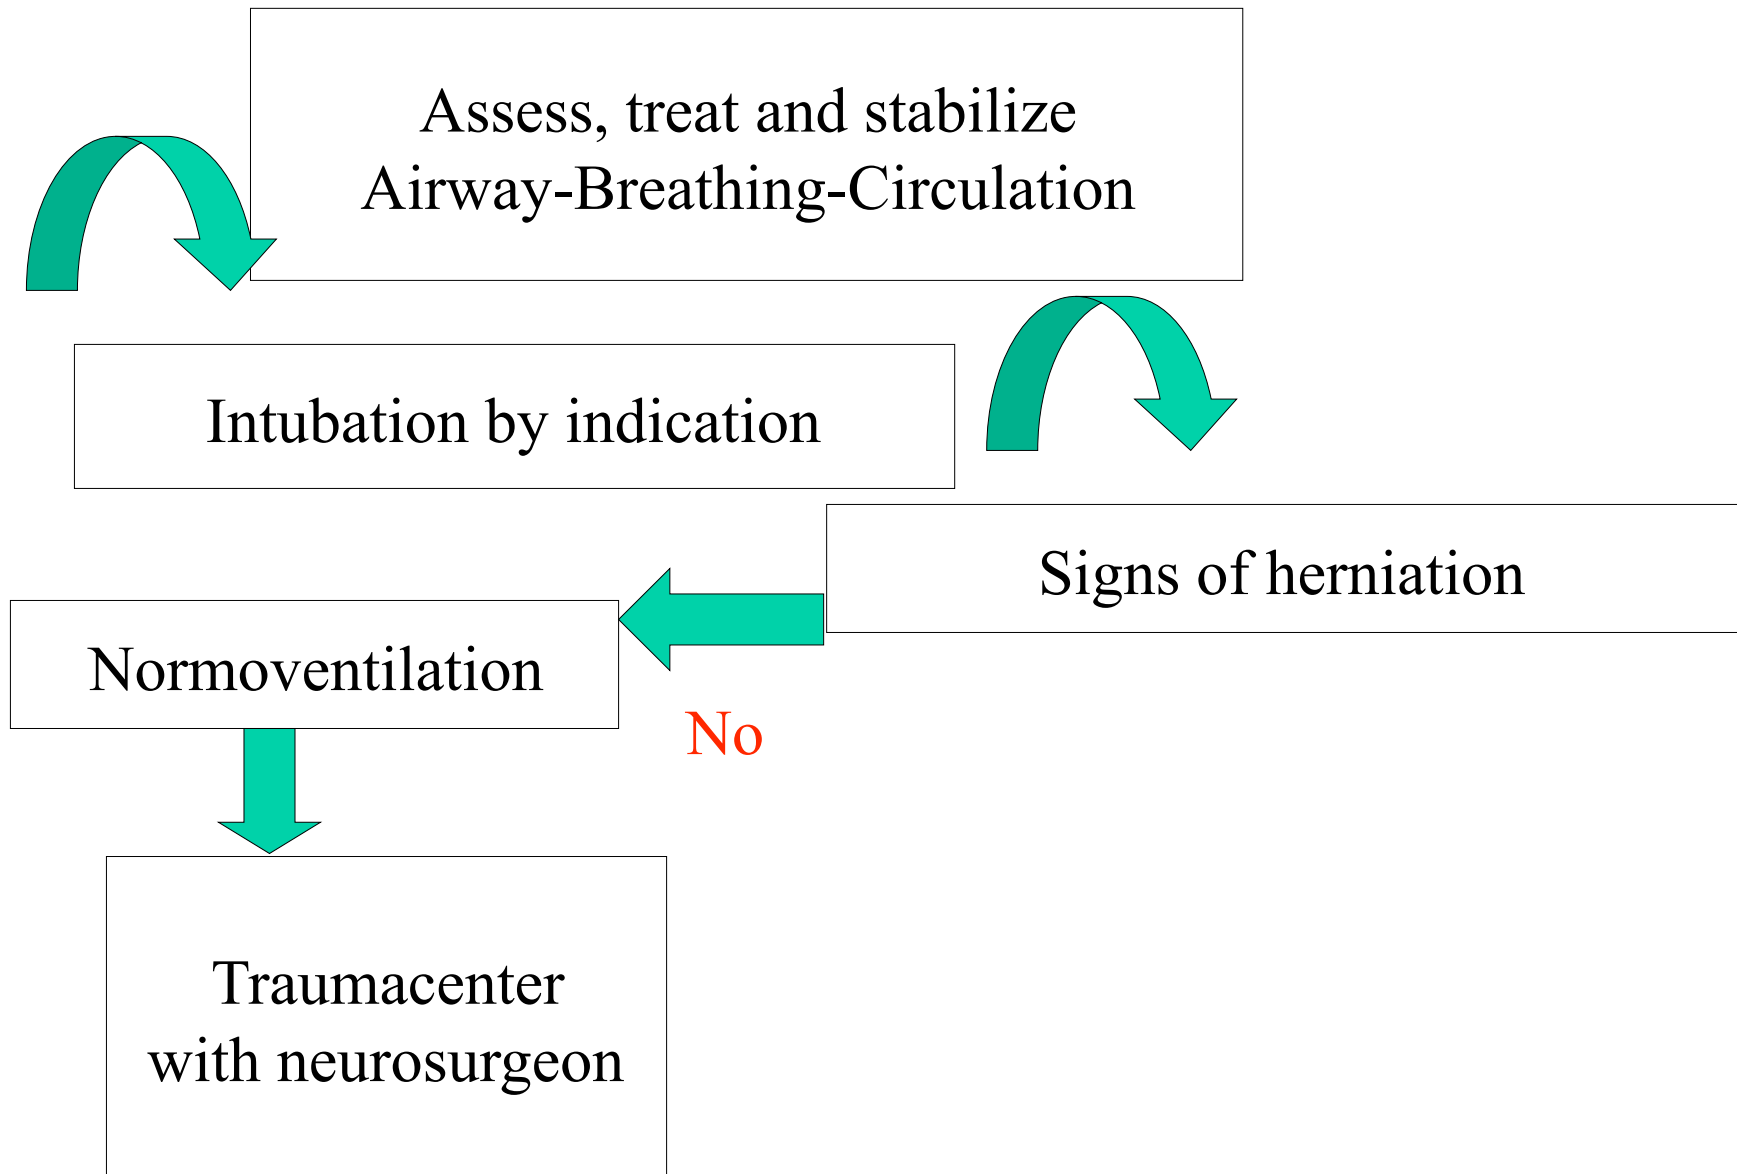 Assess, treat and stabilize
Airway-Breathing-Circulation
Intubation by indication
Signs of herniation
Normoventilation
No
Traumacenter
with neurosurgeon